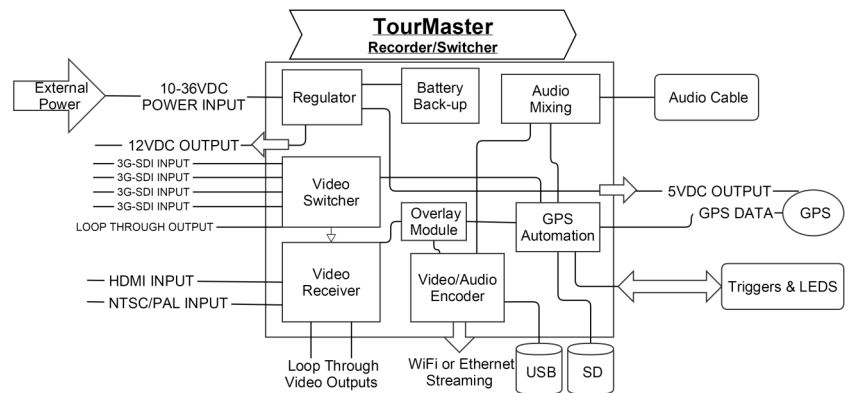 TourMaster
Recorder/Switcher
External
Power
10-36VDC
POWER INPUT
Regulator
Battery
Back-up
Audio
Mixing
Audio Cable
12VDC OUTPUT
3G-SDI INPUT
3G-SDI INPUT
3G-SDI INPUT
3G-SDI INPUT
LOOP THROUGH OUTPUT
Video
Switcher
5VDC OUTPUT
Overlay
Module
GPS
Automation
GPS DATA
GPS
HDMI INPUT
NTSC/PAL INPUT
Video
Receiver
Video/Audio
Encoder
Triggers & LEDS
Loop Through
Video Outputs
WiFi or Ethernet
Streaming
USB
SD